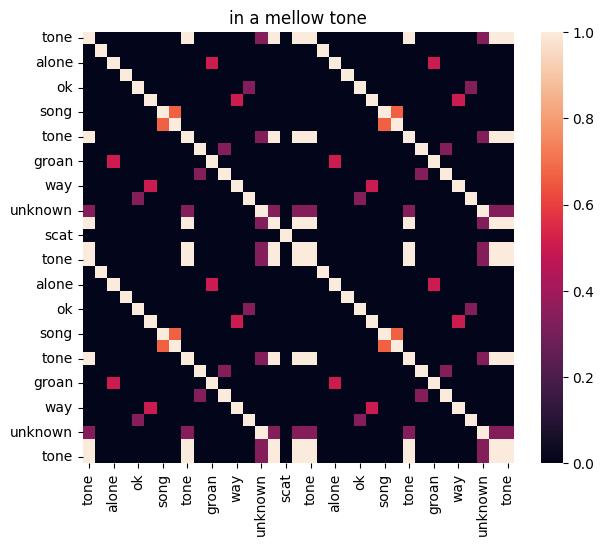 in a mellow tone
tone
alone
ok
song
tone
groan
way
unknown
scat
tone
alone
ok
song
tone
groan
way
unknown
tone
1.0
0.8
0.6
0.4
0.2
0.0
tone alone ok song tone groan way unknown scat tone alone ok song tone groan way unknown tone